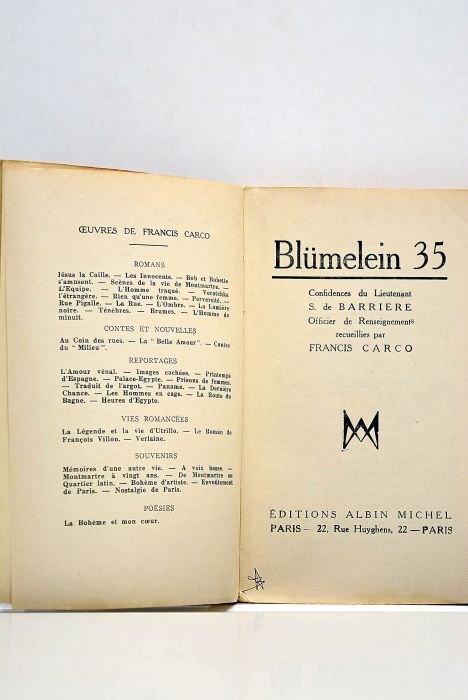 ŒUVRES DE FRANCIS CARCO
ROMANS
Jésus la Caille. — Les Innocents. — Bob et Bobette
s'amusent. — Scènes de la vie de Montmartre. —
L'Equipe. — L'Homme traqué. — Verotchka
l'étrangère. — Rien qu'une femme. — Perversité. —
Rue Pigalle. — La Rue. — L'Ombre. — La Lumière
noire. — Ténèbres. — Brumes. — L'Homme de
minuit.
CONTES ET NOUVELLES
Au Coin des rues. — La "Belle Amour". — Contes
du "Milieu".
REPORTAGES
L'Amour vénal. — Images cachées. — Printemps
d'Espagne. — Palace-Egypte. — Prisons de femmes.
— Traduit de l'argot. — Paname. — La Dernière
Chance. — Les Hommes en cage. — La Route du
Bagne. — Heures d'Egypte.
VIES ROMANCÉES
La Légende et la vie d'Utrillo. — Le Roman de
François Villon. — Verlaine.
SOUVENIRS
Mémoires d'une autre vie. — A voix basse. —
Montmartre à vingt ans. — De Montmartre au
Quartier latin. — Bohème d'artiste. — Envoûtement
de Paris. — Nostalgie de Paris.
POÉSIES
La Bohème et mon cœur.
Blümelein 35
Confidences du Lieutenant
S. de BARRIERE
Officier de Renseignements
recueillies par
FRANCIS CARCO
ÉDITIONS ALBIN MICHEL
PARIS — 22, Rue Huyghens, 22 — PARIS